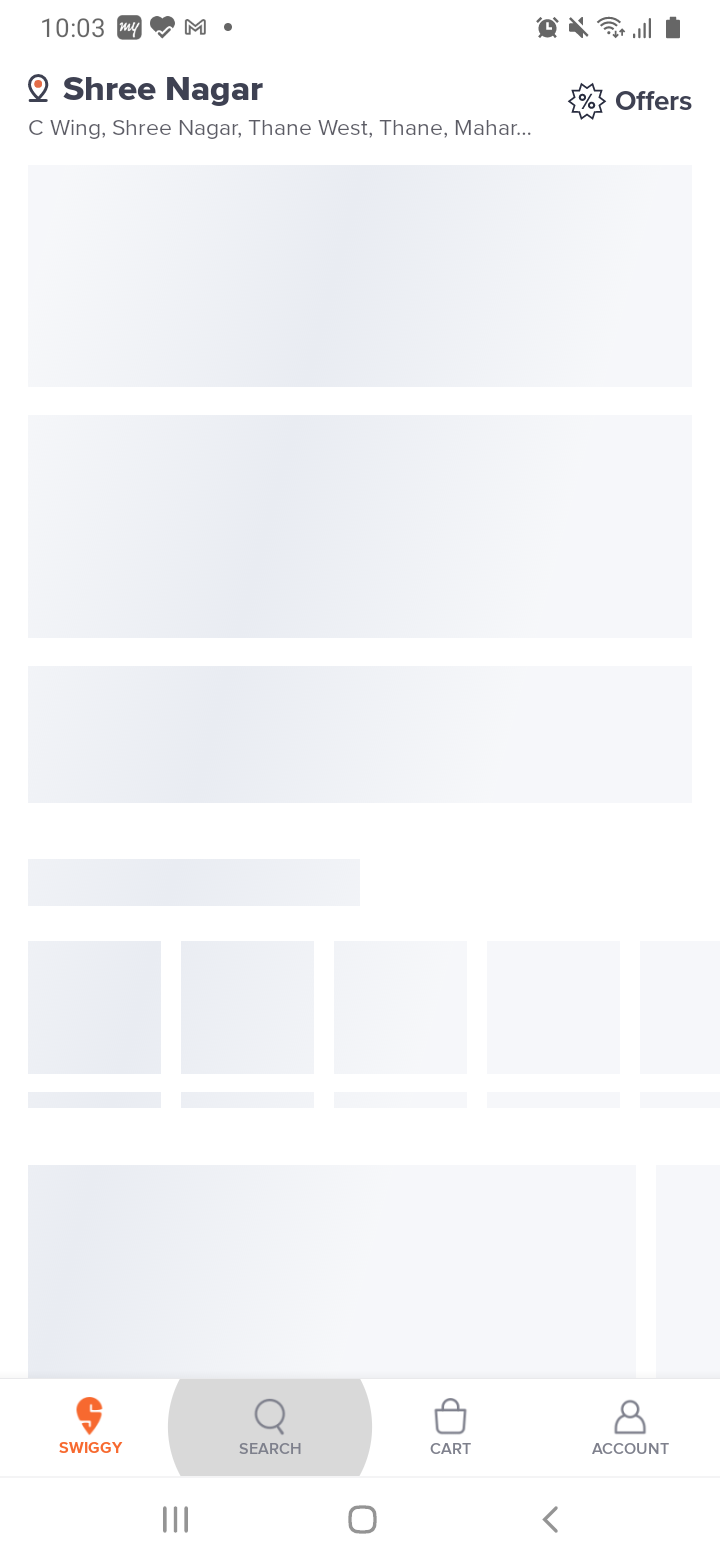 10:03
Shree Nagar
C Wing, Shree Nagar, Thane West, Thane, Mahar...
Offers
SWIGGY
SEARCH
CART
ACCOUNT